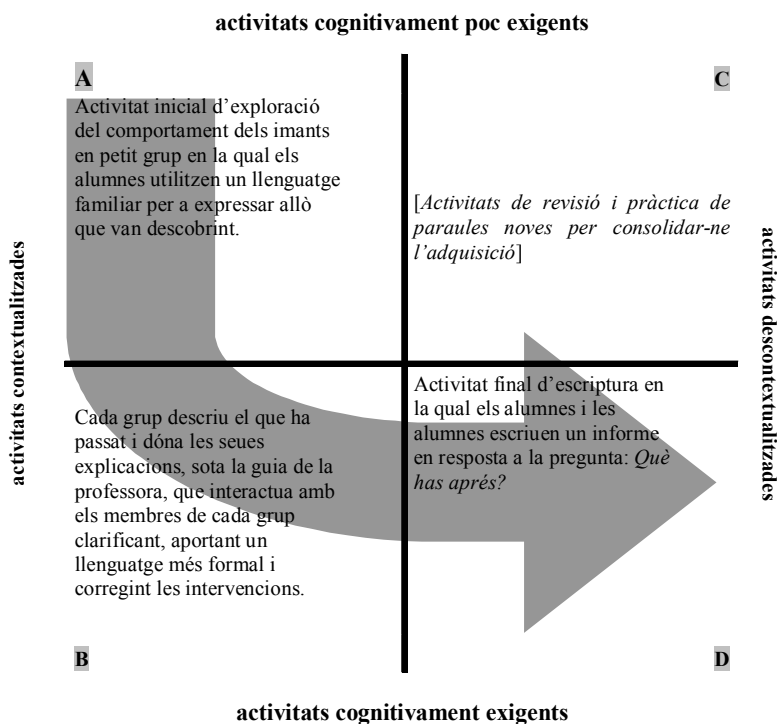 activitats cognitivament poc exigents
A
Activitat inicial d’exploració
del comportament dels imants
en petit grup en la qual els
alumnes utilitzen un llenguatge
familiar per a expressar allò
que van descobrint.
C
[Activitats de revisió i pràctica de
paraules noves per consolidar-ne
l’adquisició]
activitats contextualitzades
activitats descontextualitzades
Cada grup descriu el que ha
passat i dóna les seues
explicacions, sota la guia de la
professora, que interactua amb
els membres de cada grup
clarificant, aportant un
llenguatge més formal i
corregint les intervencions.
B
Activitat final d’escriptura en
la qual els alumnes i les
alumnes escriuen un informe
en resposta a la pregunta: Què
has aprés?
D
activitats cognitivament exigents